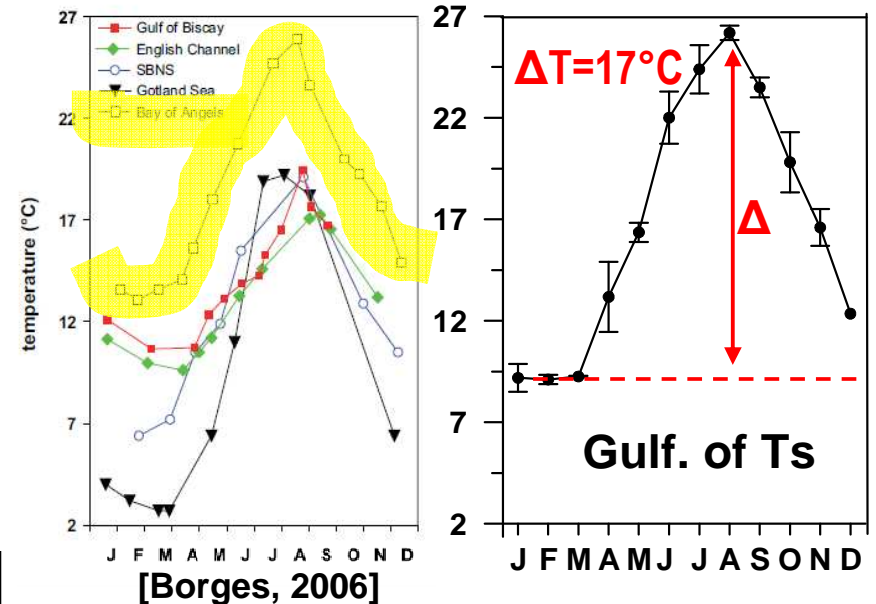 27
22
17
12
7
2
temperature (°C)
Gulf of Biscay
English Channel
SBNS
Gotland Sea
Bay of Angels
J F M A M J J A S O N D
[Borges, 2006]
27
22
17
12
7
2
ΔT=17°C
Δ
Gulf. of Ts
J F M A M J J A S O N D